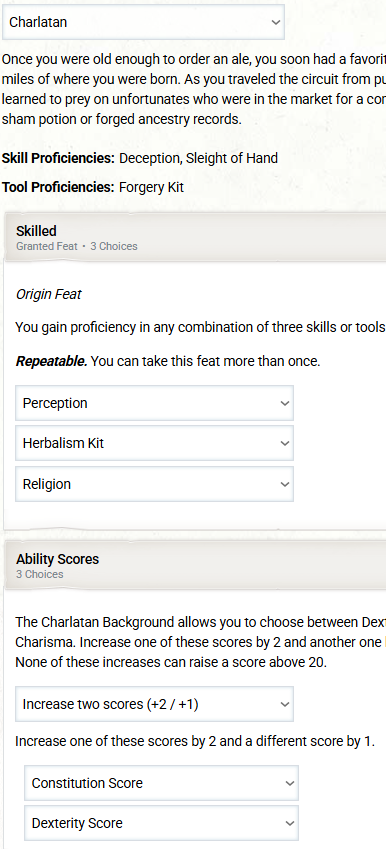 Charlatan
Once you were old enough to order an ale, you soon had a favorit
miles of where you were born. As you traveled the circuit from pu
learned to prey on unfortunates who were in the market for a cor
sham potion or forged ancestry records.
Skill Proficiencies: Deception, Sleight of Hand
Tool Proficiencies: Forgery Kit
Skilled
Granted Feat • 3 Choices
Origin Feat
You gain proficiency in any combination of three skills or tools
Repeatable. You can take this feat more than once.
Perception
Herbalism Kit
Religion
Ability Scores
3 Choices
The Charlatan Background allows you to choose between Dext
Charisma. Increase one of these scores by 2 and another one
None of these increases can raise a score above 20.
Increase two scores (+2 / +1)
Increase one of these scores by 2 and a different score by 1.
Constitution Score
Dexterity Score